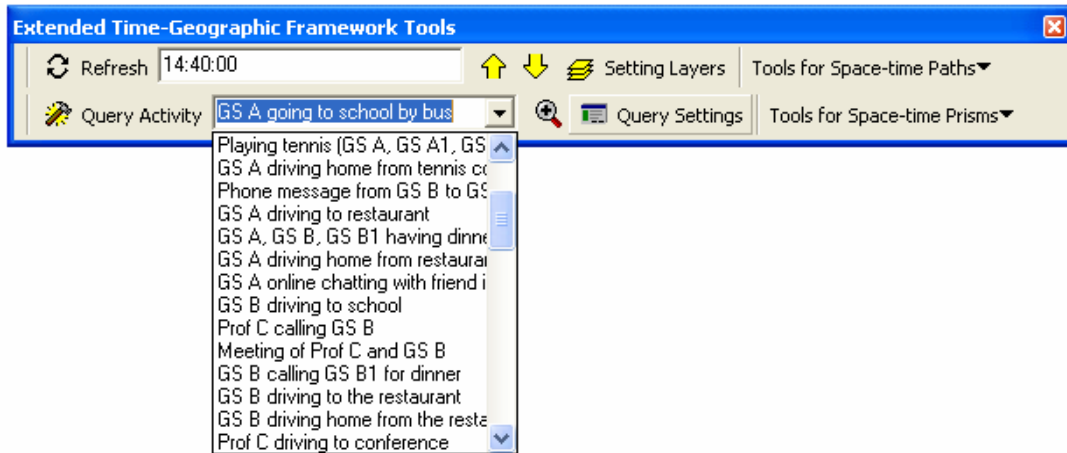 Extended Time-Geographic Framework Tools
Refresh 14:40:00 Setting Layers Tools for Space-time Paths
Query Activity GS A going to school by bus Query Settings Tools for Space-time Prisms
Playing tennis (GS A, GS A1, GS
GS A driving home from tennis co
Phone message from GS B to GS
GS A driving to restaurant
GS A, GS B, GS B1 having dinne
GS A driving home from restaurar
GS A online chatting with friend i
GS B driving to school
Prof C calling GS B
Meeting of Prof C and GS B
GS B calling GS B1 for dinner
GS B driving to the restaurant
GS B driving home from the resta
Prof C driving to conference